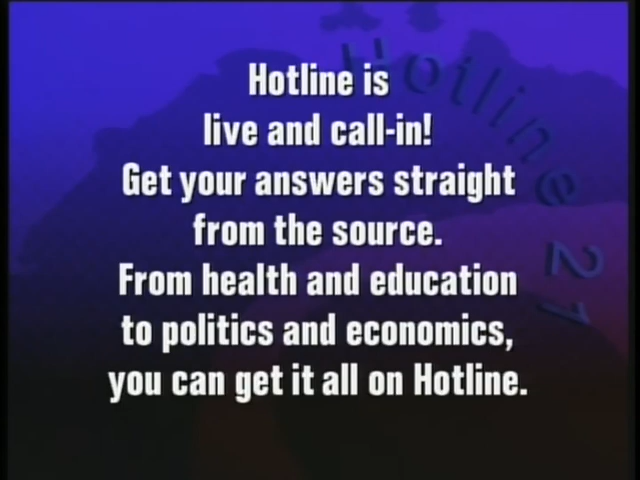 Hotline 21
Hotline is
live and call-in!
Get your answers straight
from the source.
From health and education
to politics and economics,
you can get it all on Hotline.